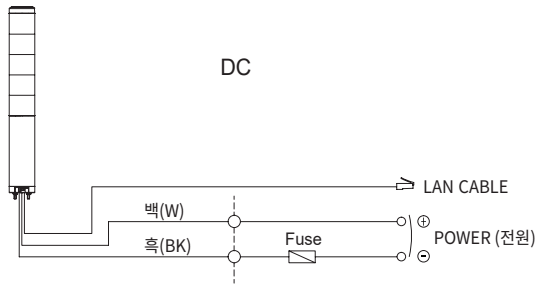 DC
LAN CABLE
백(W)
⊕
Fuse
POWER (전원)
흑(BK)
⊖